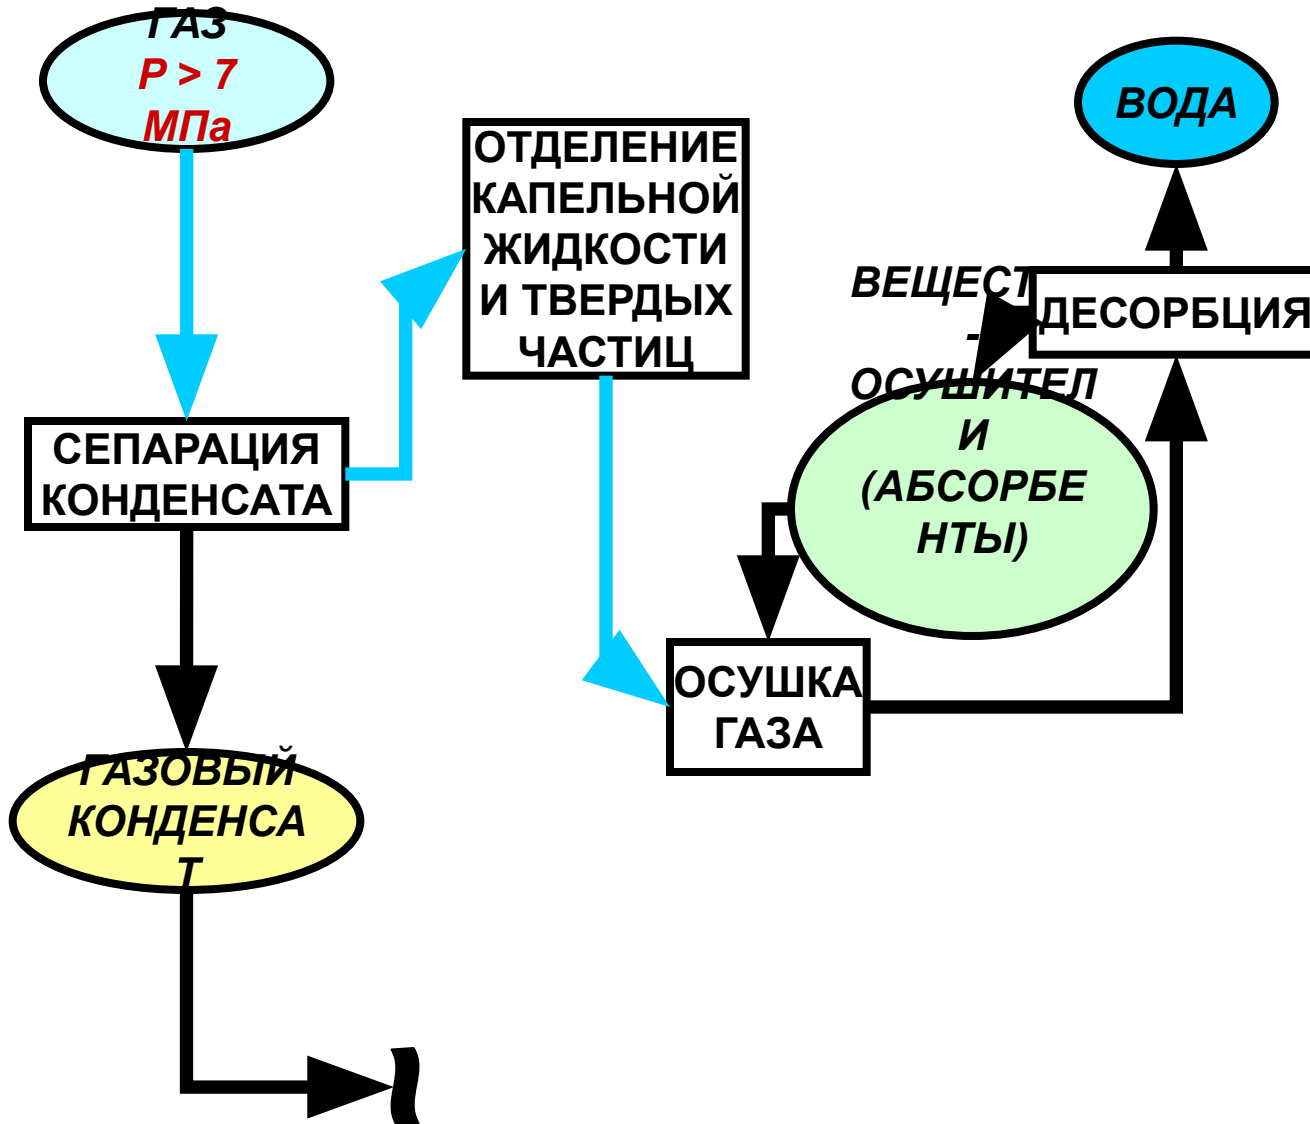 ГАЗ
Р > 7
МПа
ОТДЕЛЕНИЕ
КАПЕЛЬНОЙ
ЖИДКОСТИ
И ТВЕРДЫХ
ЧАСТИЦ
ВОДА
ДЕСОРБЦИЯ
ВЕЩЕСТ
-
ОСУШИТЕЛ
И
(АБСОРБЕ
НТЫ)
СЕПАРАЦИЯ
КОНДЕНСАТА
ОСУШКА
ГАЗА
ГАЗОВЫЙ
КОНДЕНСА
Т